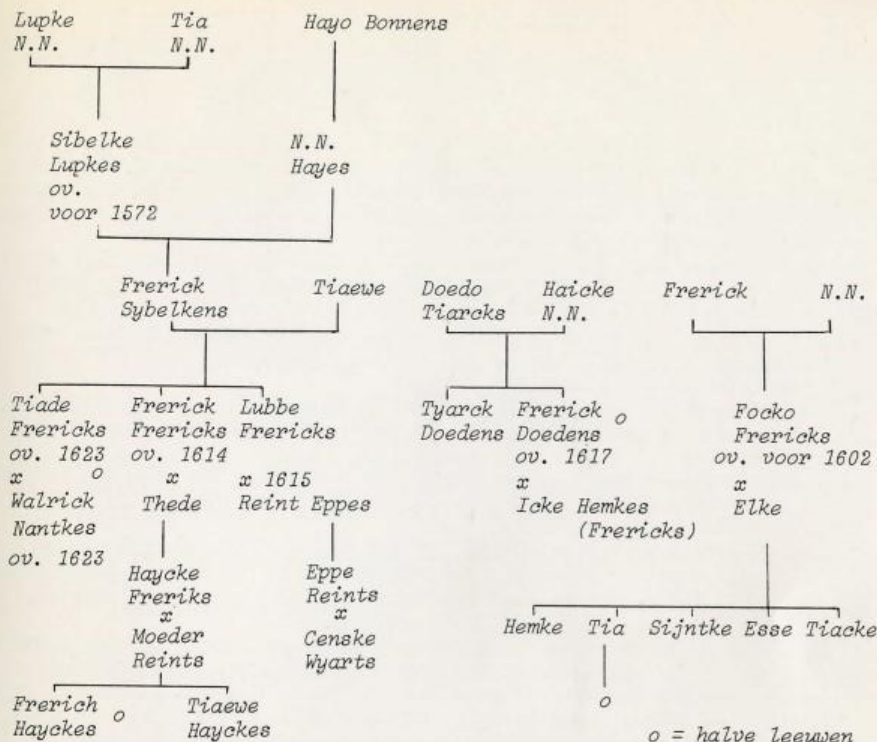 Lupke Tia Hayo Bonnens
N.N. N.N.
Sibelke N.N.
Lupkes Hayes
ov.
voor 1572
Frerick Tiaewe Doedo Haicke Frerick N.N.
Sybelkens Tiarcks N.N.
Tiade Frerick Lubbe Tyarck Frerick o Focko
Frericks Frericks Frericks Doedens Doedens Frericks
ov. 1623 ov. 1614 ov. 1617 ov. voor 1602
x o x x 1615 x x
Walrick Thede Reint Eppes Icke Hemkes Elke
Nantkes (Frericks)
ov. 1623
Haycke Eppe
Freriks Reints
x x
Moeder Censke
Reints Wyarts
Hemke Tia Sijntke Esse Tiacke
Frerich o Tiaewe o
Hayckes Hayckes
o = halve leeuwen